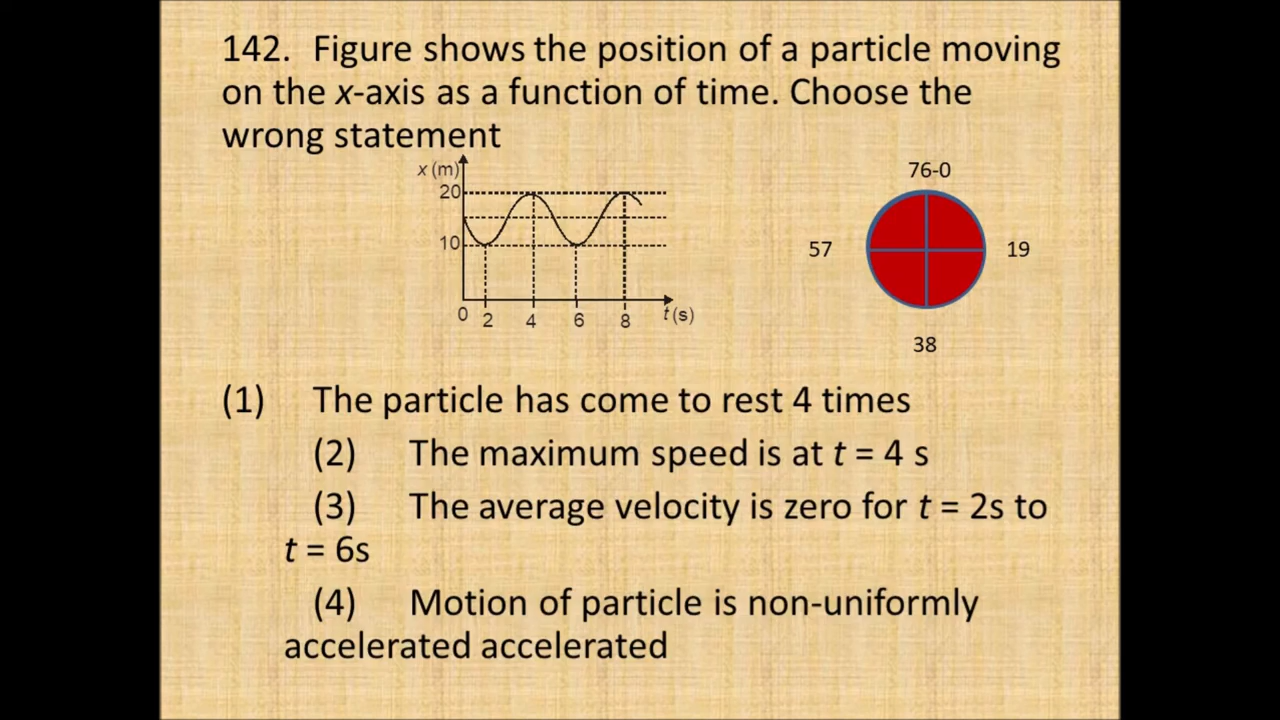 142. Figure shows the position of a particle moving
on the x-axis as a function of time. Choose the
wrong statement
x (m)
20
10
0 2 4 6 8 t (s)
76-0
57 19
38
(1) The particle has come to rest 4 times
(2) The maximum speed is at t = 4 s
(3) The average velocity is zero for t = 2s to
t = 6s
(4) Motion of particle is non-uniformly
accelerated accelerated